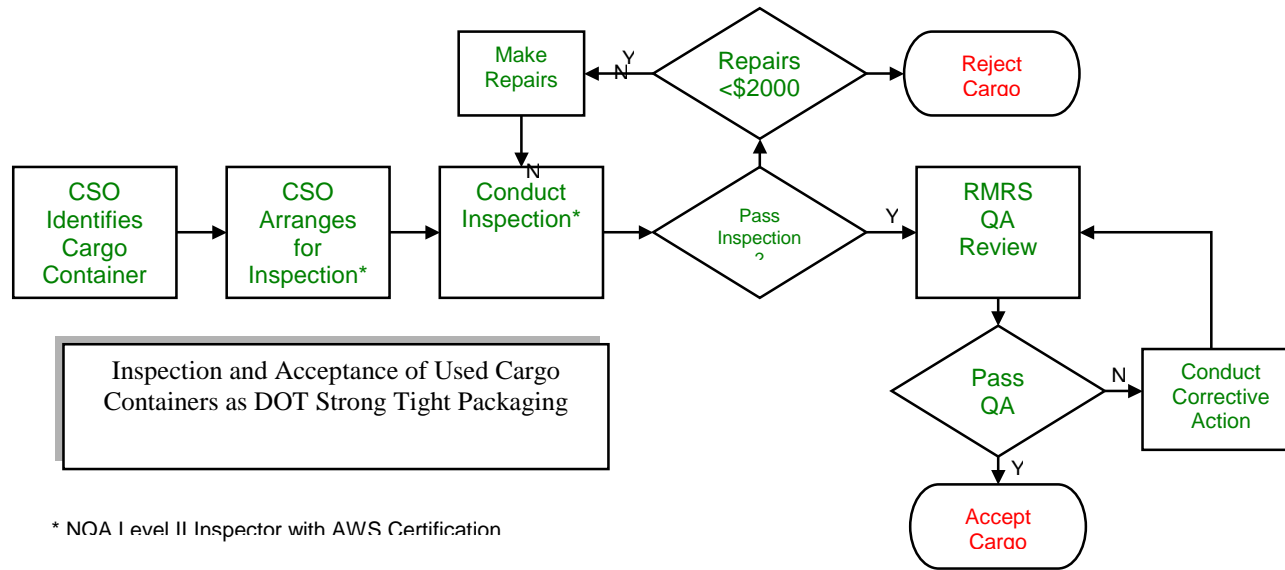 Make
Repairs
Y
N
Repairs
<$2000
Reject
Cargo
CSO
Identifies
Cargo
Container
CSO
Arranges
for
Inspection*
N
Conduct
Inspection*
Pass
Inspection
?
Y
RMRS
QA
Review
Inspection and Acceptance of Used Cargo
Containers as DOT Strong Tight Packaging
Pass
QA
N
Conduct
Corrective
Action
Y
Accept
Cargo
* NQA Level II Inspector with AWS Certification